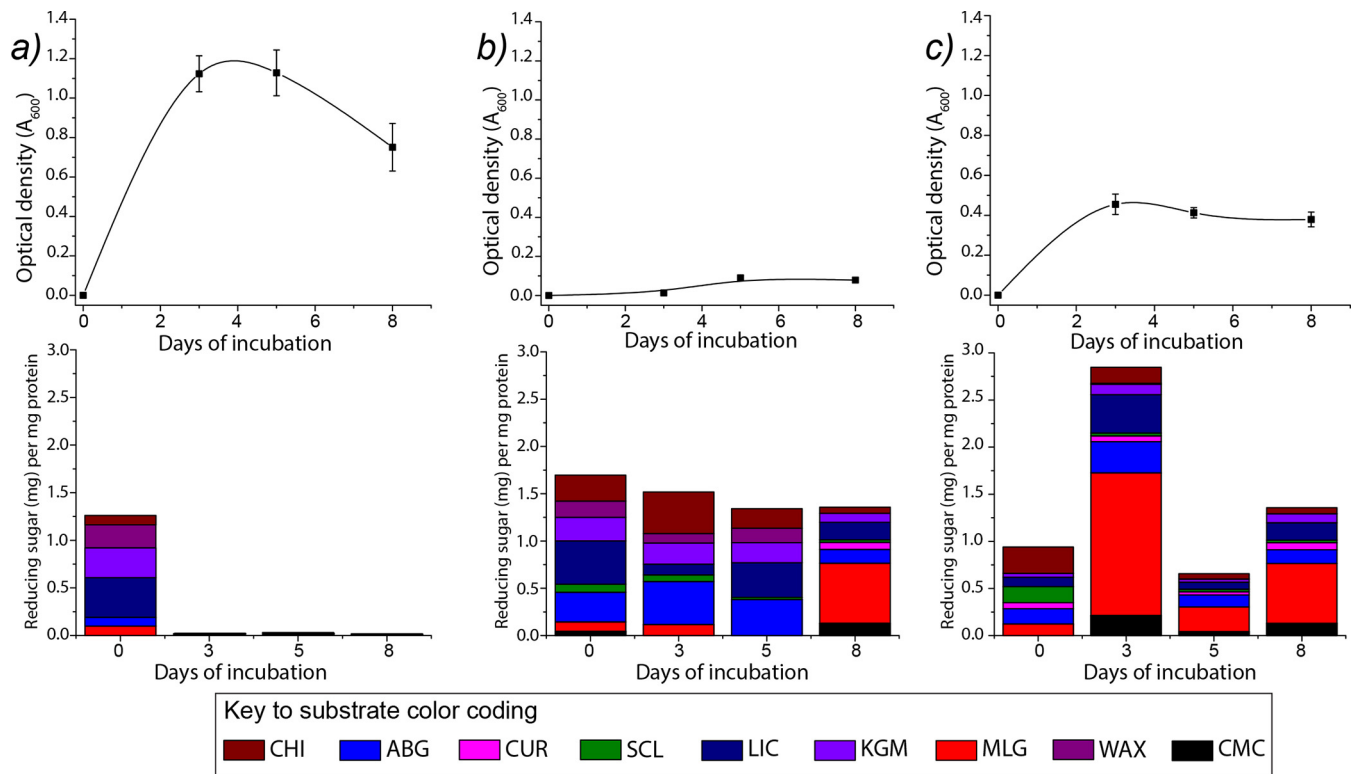 a)
Optical density (A600)
1.4
1.2
1.0
0.8
0.6
0.4
0.2
0.0
0 2 4 6 8
Days of incubation
b)
Optical density (A600)
1.4
1.2
1.0
0.8
0.6
0.4
0.2
0.0
0 2 4 6 8
Days of incubation
c)
Optical density (A600)
1.4
1.2
1.0
0.8
0.6
0.4
0.2
0.0
0 2 4 6 8
Days of incubation
Reducing sugar (mg) per mg protein
3.0
2.5
2.0
1.5
1.0
0.5
0.0
0 3 5 8
Days of incubation
Reducing sugar (mg) per mg protein
3.0
2.5
2.0
1.5
1.0
0.5
0.0
0 3 5 8
Days of incubation
Reducing sugar (mg) per mg protein
3.0
2.5
2.0
1.5
1.0
0.5
0.0
0 3 5 8
Days of incubation
Key to substrate color coding
CHI ABG CUR SCL LIC KGM MLG WAX CMC